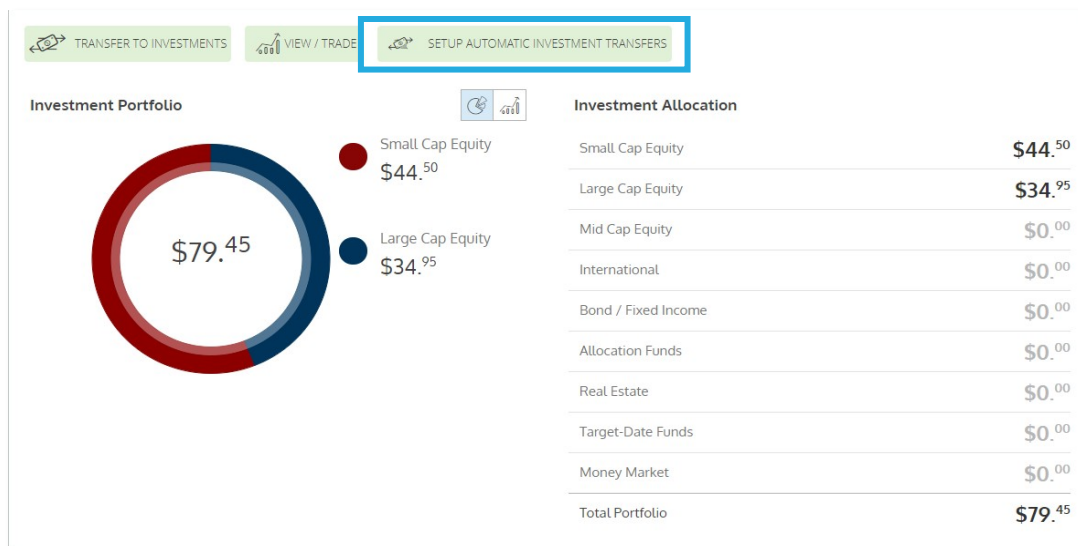 TRANSFER TO INVESTMENTS
VIEW / TRADE
SETUP AUTOMATIC INVESTMENT TRANSFERS
Investment Portfolio
Small Cap Equity
$44.50
Large Cap Equity
$34.95
$79.45
Investment Allocation
Small Cap Equity $44.50
Large Cap Equity $34.95
Mid Cap Equity $0.00
International $0.00
Bond / Fixed Income $0.00
Allocation Funds $0.00
Real Estate $0.00
Target-Date Funds $0.00
Money Market $0.00
Total Portfolio $79.45